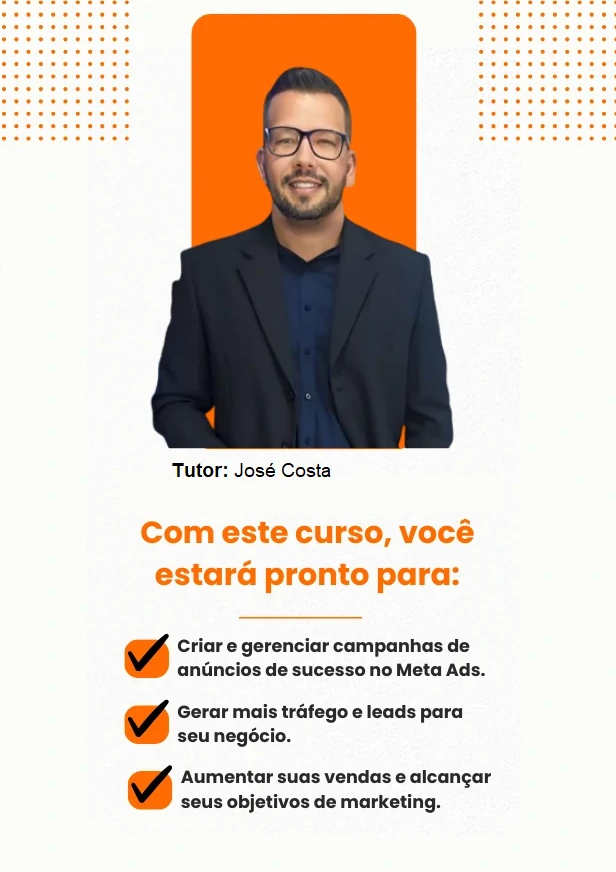 Tutor: José Costa
Com este curso, você
estará pronto para:
Criar e gerenciar campanhas de
anúncios de sucesso no Meta Ads.
Gerar mais tráfego e leads para
seu negócio.
Aumentar suas vendas e alcançar
seus objetivos de marketing.